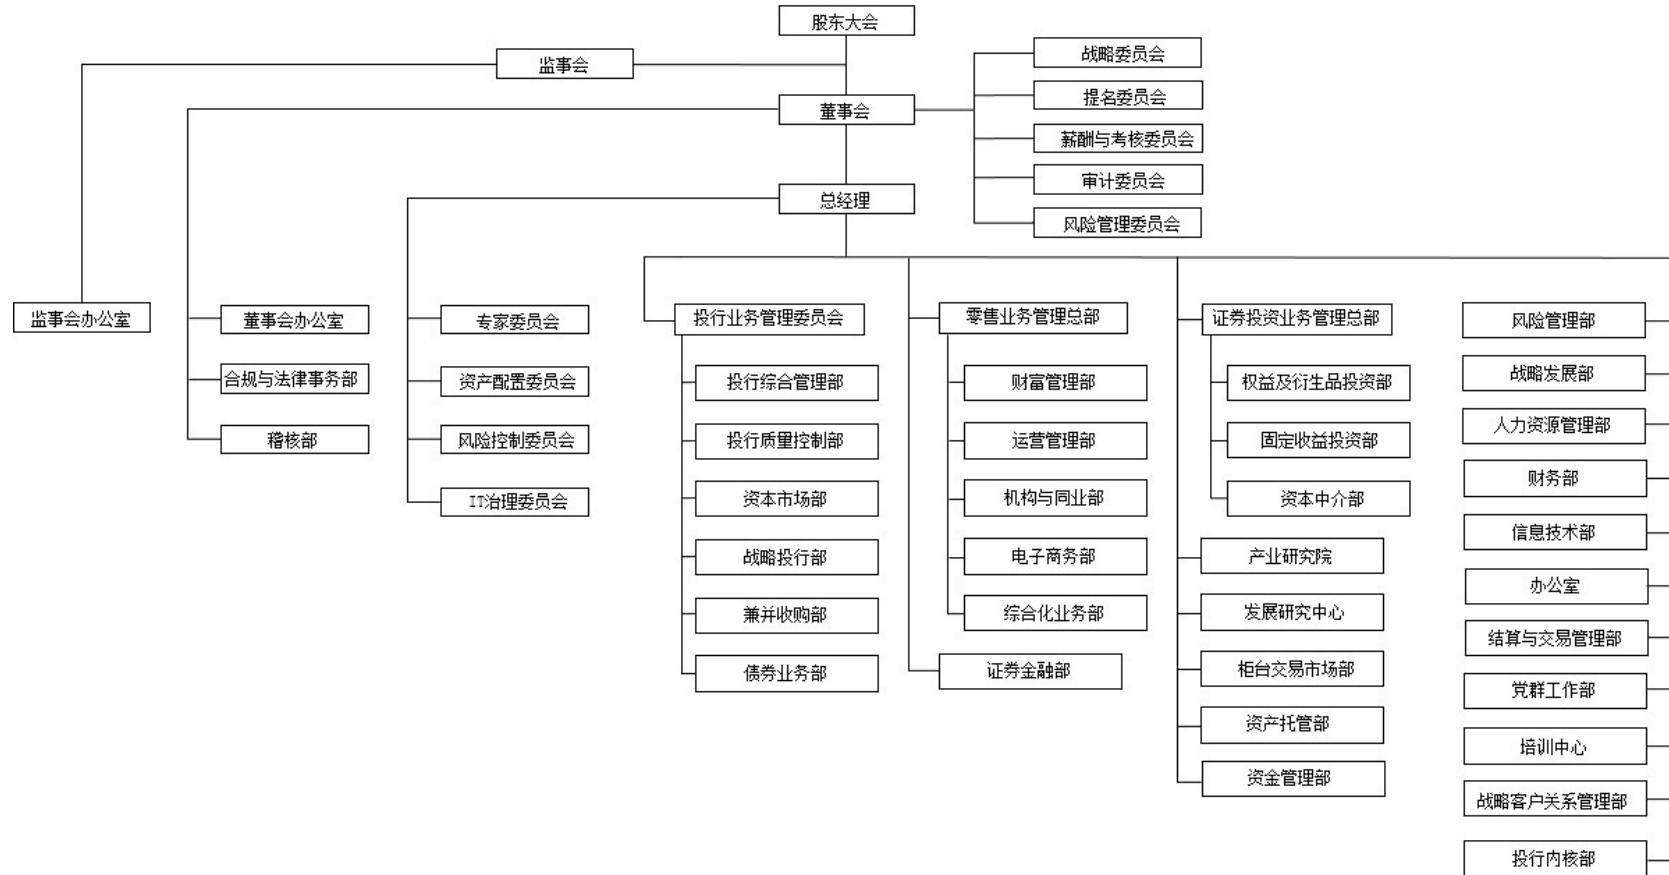 股东大会
监事会
董事会
战略委员会
提名委员会
薪酬与考核委员会
审计委员会
风险管理委员会
总经理
监事会办公室
董事会办公室
合规与法律事务部
稽核部
专家委员会
资产配置委员会
风险控制委员会
IT治理委员会
投行业务管理委员会
投行综合管理部
投行质量控制部
资本市场部
战略投行部
兼并收购部
债券业务部
零售业务管理总部
财富管理部
运营管理部
机构与同业部
电子商务部
综合化业务部
证券金融部
证券投资业务管理总部
权益及衍生品投资部
固定收益投资部
资本中介部
产业研究院
发展研究中心
柜台交易市场部
资产托管部
资金管理部
风险管理部
战略发展部
人力资源管理部
财务部
信息技术部
办公室
结算与交易管理部
党群工作部
培训中心
战略客户关系管理部
投行内核部